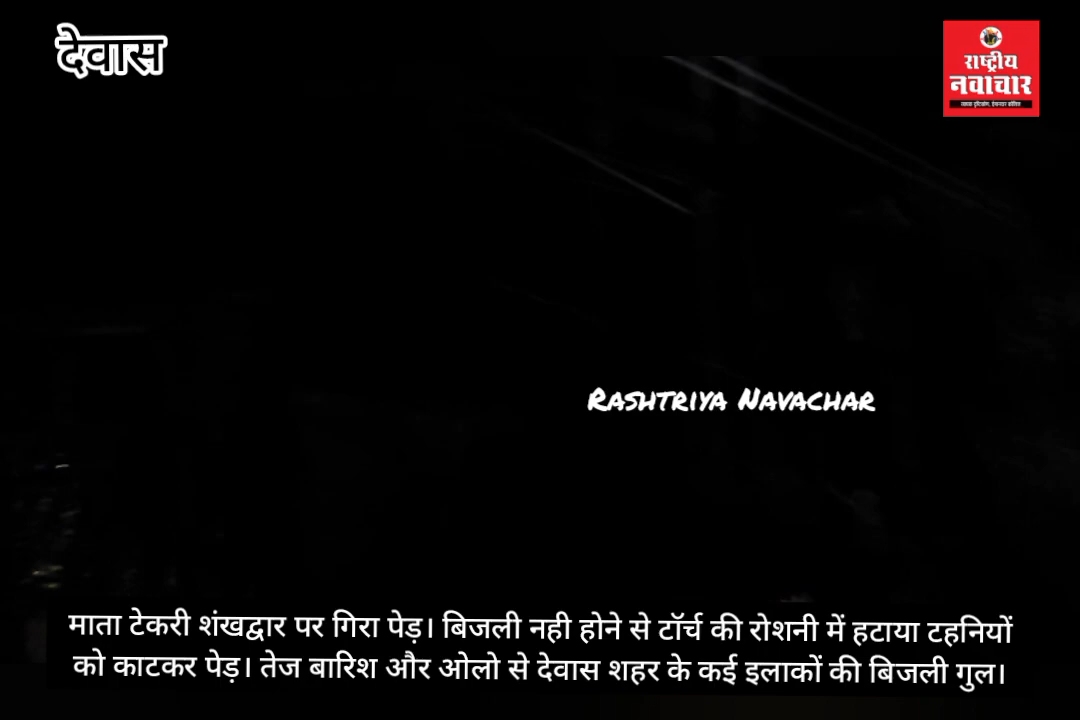 देवास
राष्ट्रीय
नवाचार
Rashtriya Navachar
माता टेकरी शंखद्वार पर गिरा पेड़। बिजली नही होने से टॉर्च की रोशनी में हटाया टहनियों
को काटकर पेड़। तेज बारिश और ओलो से देवास शहर के कई इलाकों की बिजली गुल।